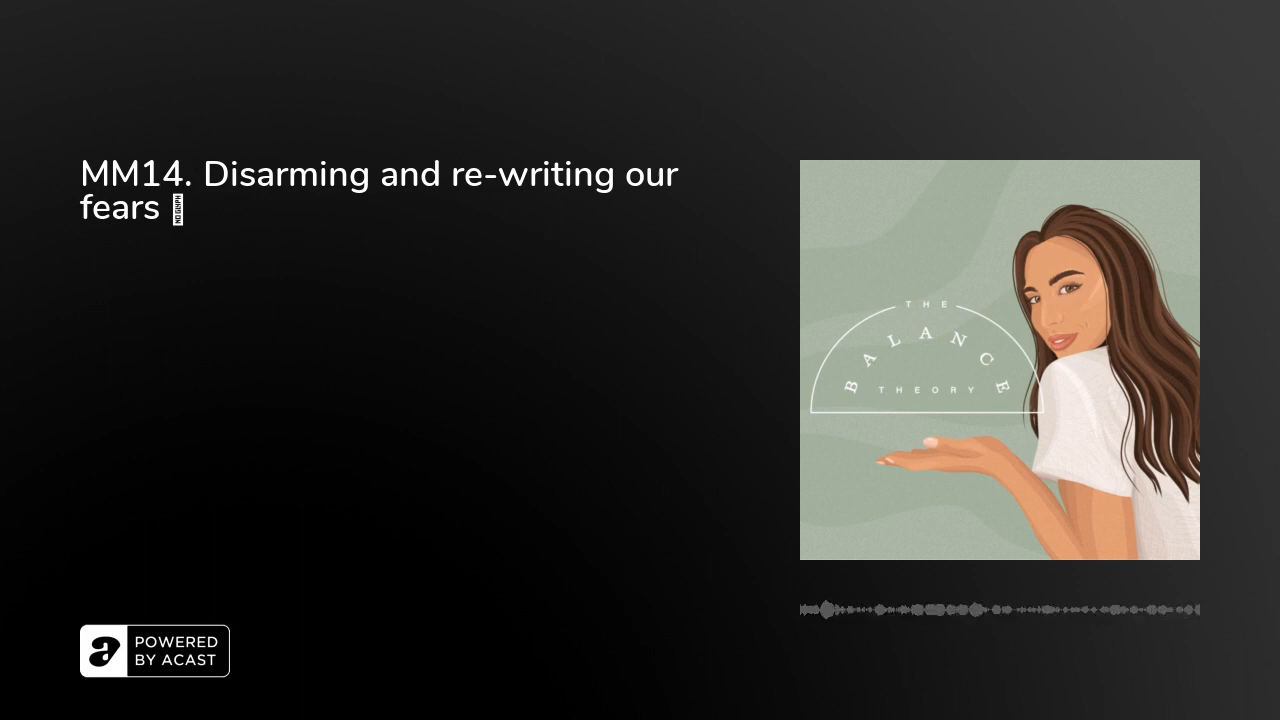 MM14. Disarming and re-writing our
fears
THE
BALANCE
THEORY
POWERED
BY ACAST